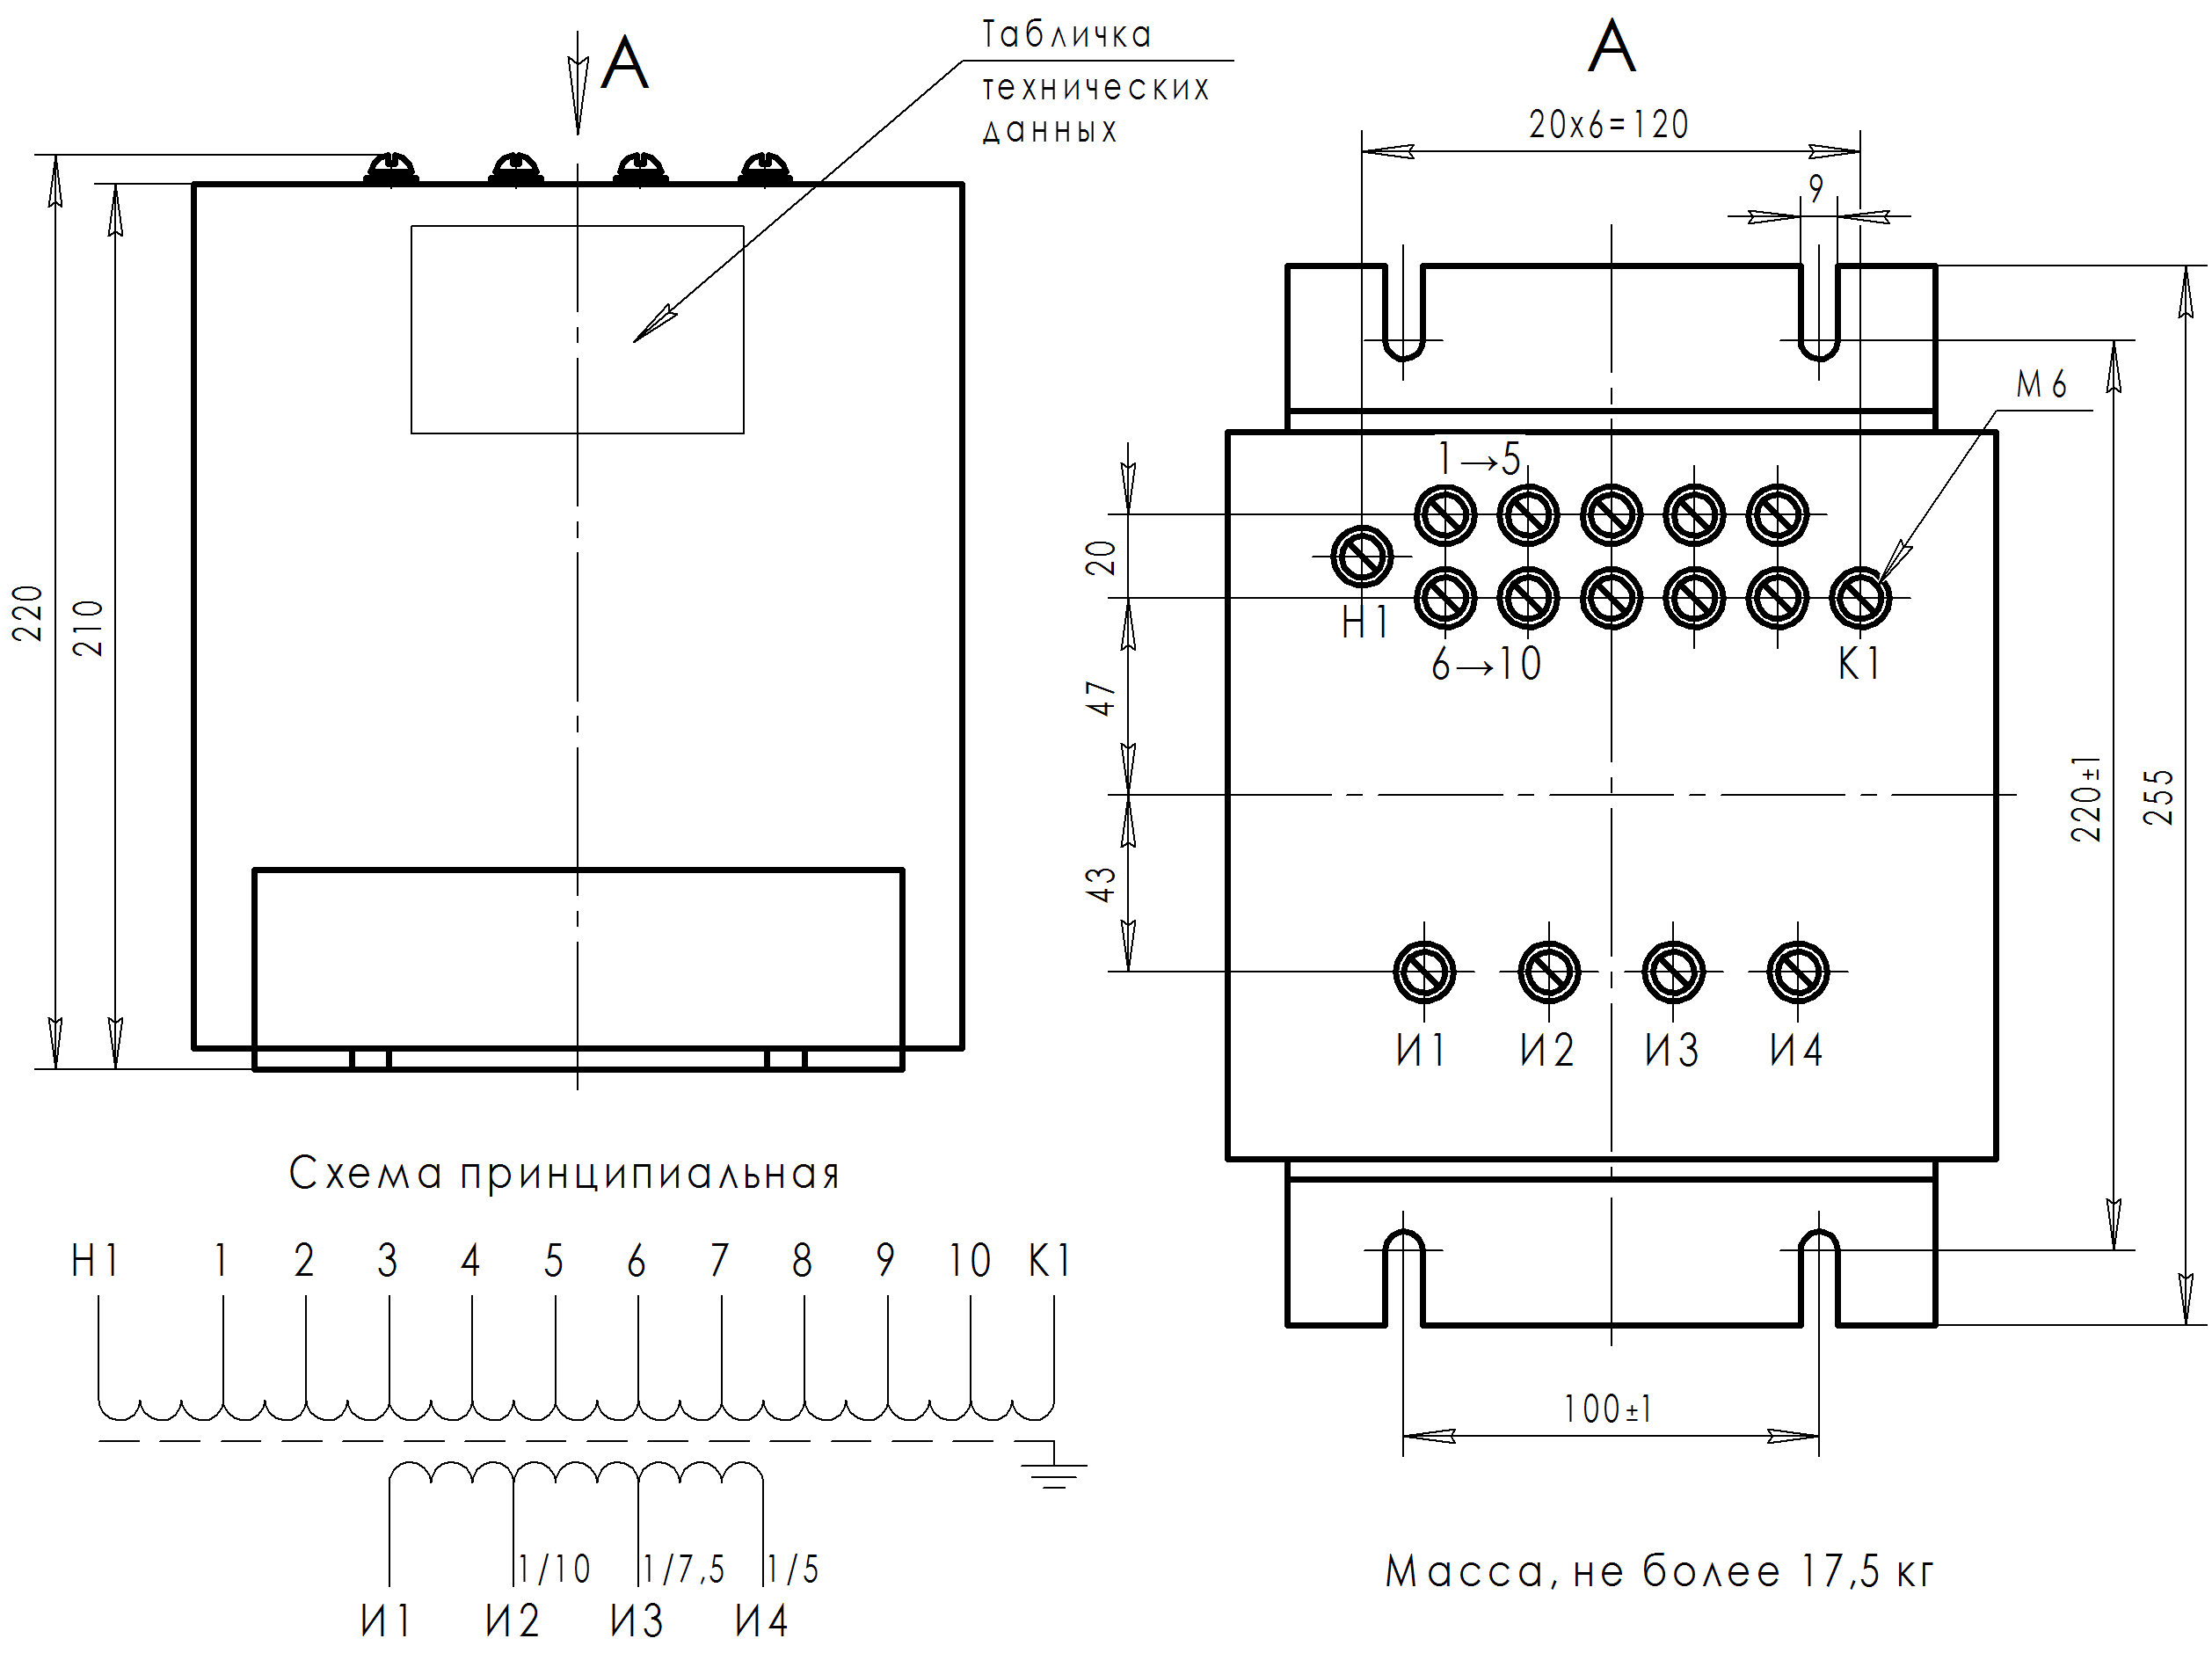 А
Табличка
технических
данных
220
210
А
20х6=120
9
М6
1→5
Н1
6→10
К1
20
47
43
220±1
255
И1 И2 И3 И4
100±1
Схема принципиальная
Н1 1 2 3 4 5 6 7 8 9 10 К1
1/10 1/7,5 1/5
И1 И2 И3 И4
Масса, не более 17,5 кг